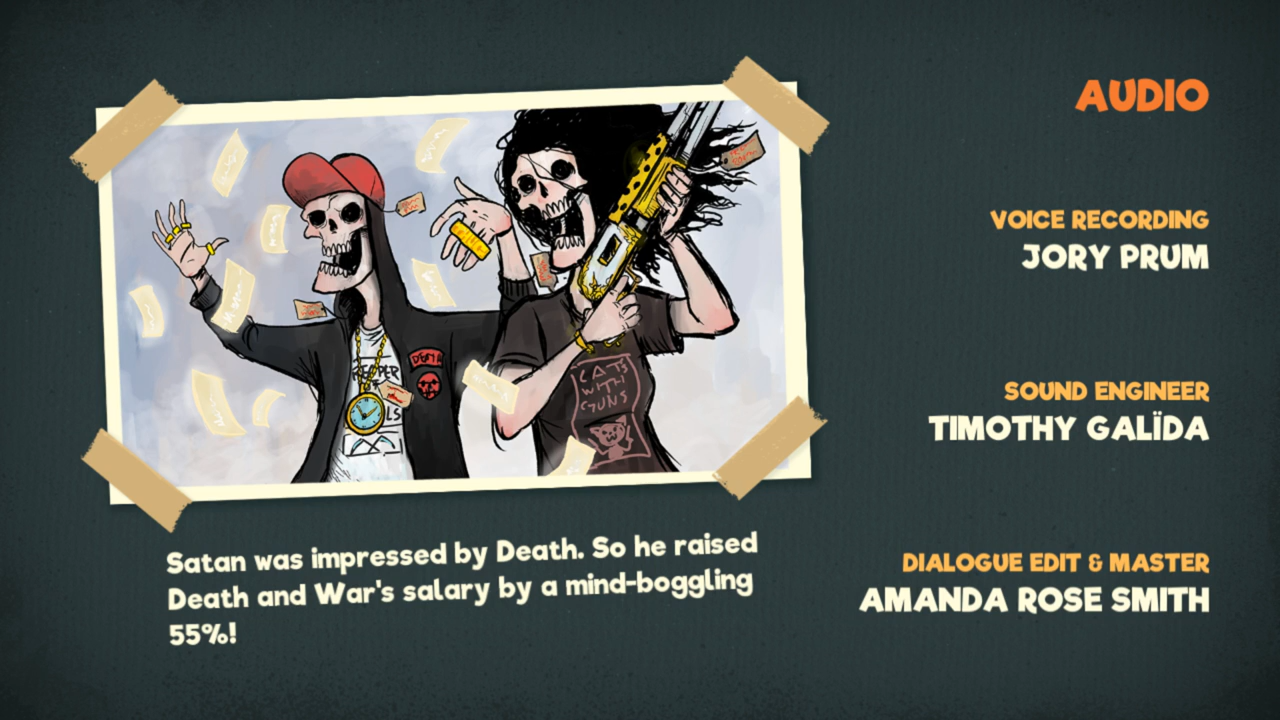 AUDIO
VOICE RECORDING
JORY PRUM
SOUND ENGINEER
TIMOTHY GALÏDA
DIALOGUE EDIT & MASTER
AMANDA ROSE SMITH
CATS
WITH
GUNS
Satan was impressed by Death. So he raised
Death and War's salary by a mind-boggling
55%!